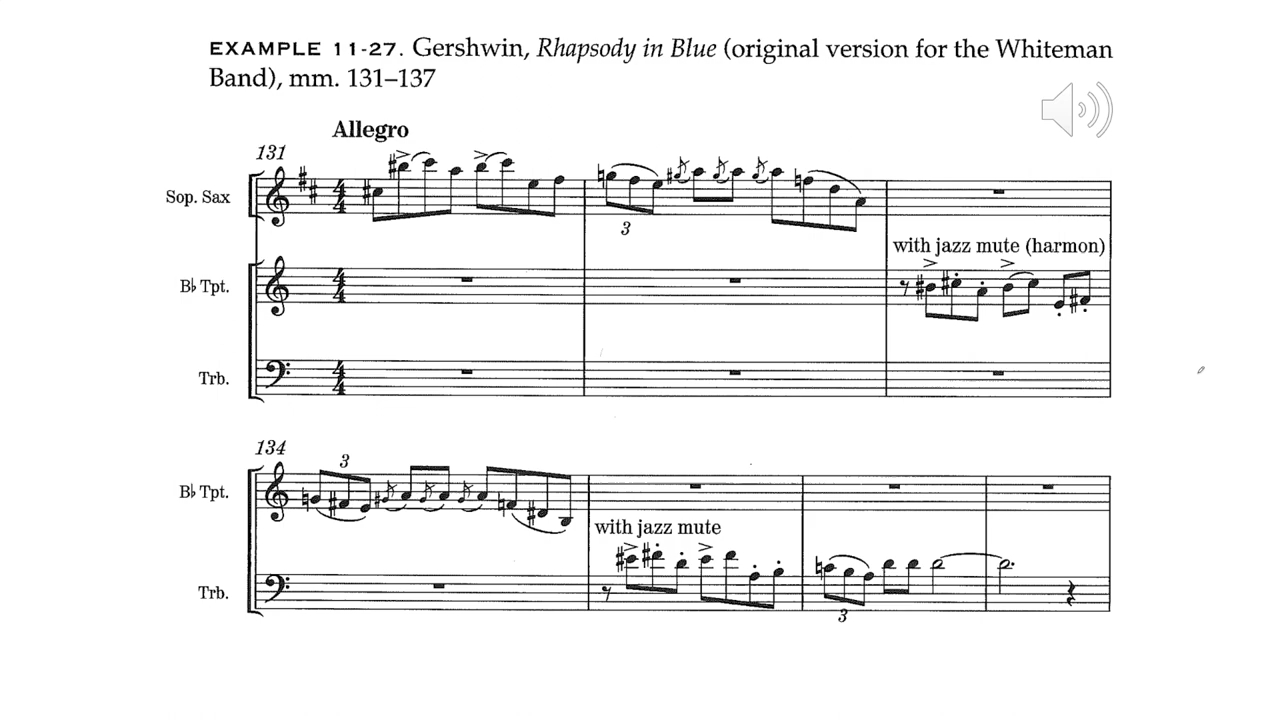 EXAMPLE 11-27. Gershwin, Rhapsody in Blue (original version for the Whiteman
Band), mm. 131–137
Allegro
131
Sop. Sax
3
with jazz mute (harmon)
B♭ Tpt.
Trb.
134
3
B♭ Tpt.
with jazz mute
Trb.
3